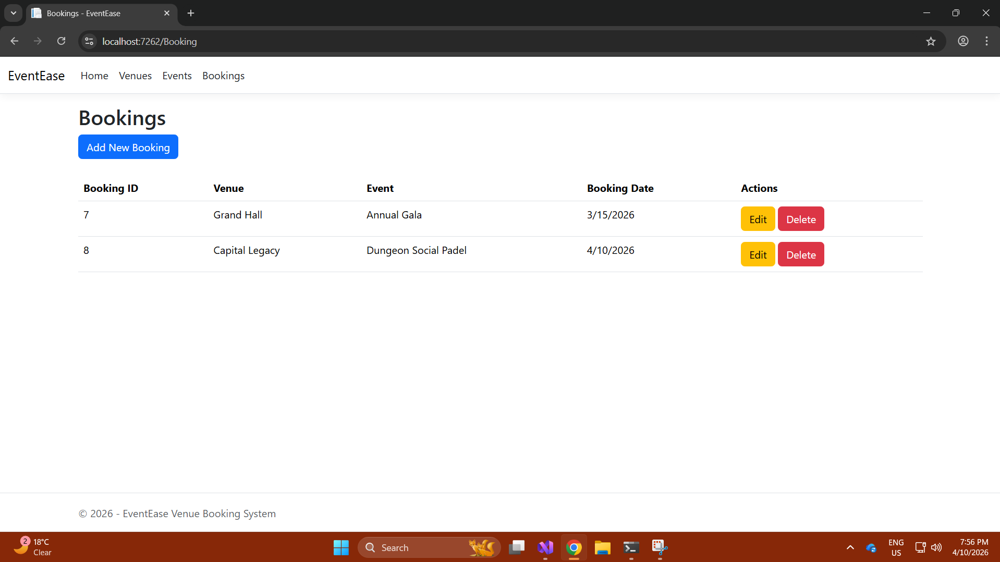 Bookings - EventEase
localhost:7262/Booking
EventEase Home Venues Events Bookings
Bookings
Add New Booking
Booking ID Venue Event Booking Date Actions
7 Grand Hall Annual Gala 3/15/2026 Edit Delete
8 Capital Legacy Dungeon Social Padel 4/10/2026 Edit Delete
© 2026 - EventEase Venue Booking System
2
18°C
Clear
Search
ENG
US
7:56 PM
4/10/2026